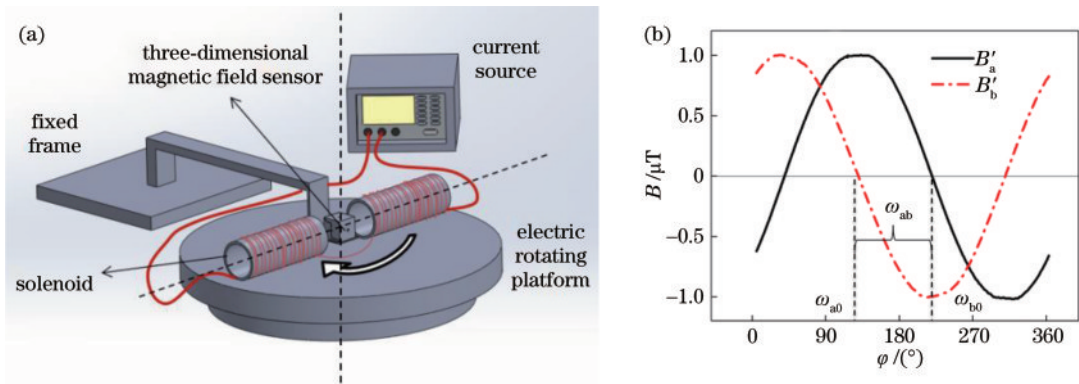 (a)
three-dimensional
magnetic field sensor
current
source
fixed
frame
electric
rotating
platform
solenoid
(b)
B′a
B′b
1.0
0.5
0
−0.5
−1.0
B /μT
ωab
ωa0
ωb0
0
90
180
270
360
φ /(°)